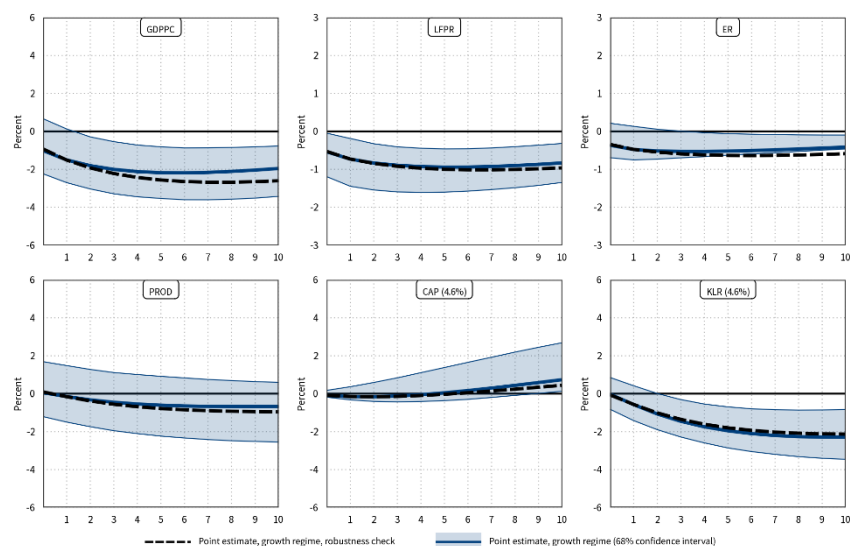 GDPPC
LFPR
ER
6
4
2
0
-2
-4
-6
Percent
1 2 3 4 5 6 7 8 9 10
3
2
1
0
-1
-2
-3
Percent
1 2 3 4 5 6 7 8 9 10
3
2
1
0
-1
-2
3
Percent
1 2 3 4 5 6 7 8 9 10
PROD
CAP (4.6%)
KLR (4.6%)
6
4
2
0
-2
-4
-6
Percent
1 2 3 4 5 6 7 8 9 10
6
4
2
0
-2
-4
-6
Percent
1 2 3 4 5 6 7 8 9 10
6
4
2
0
-2
-4
-6
Percent
1 2 3 4 5 6 7 8 9 10
Point estimate, growth regime, robustness check
Point estimate, growth regime (68% confidence interval)